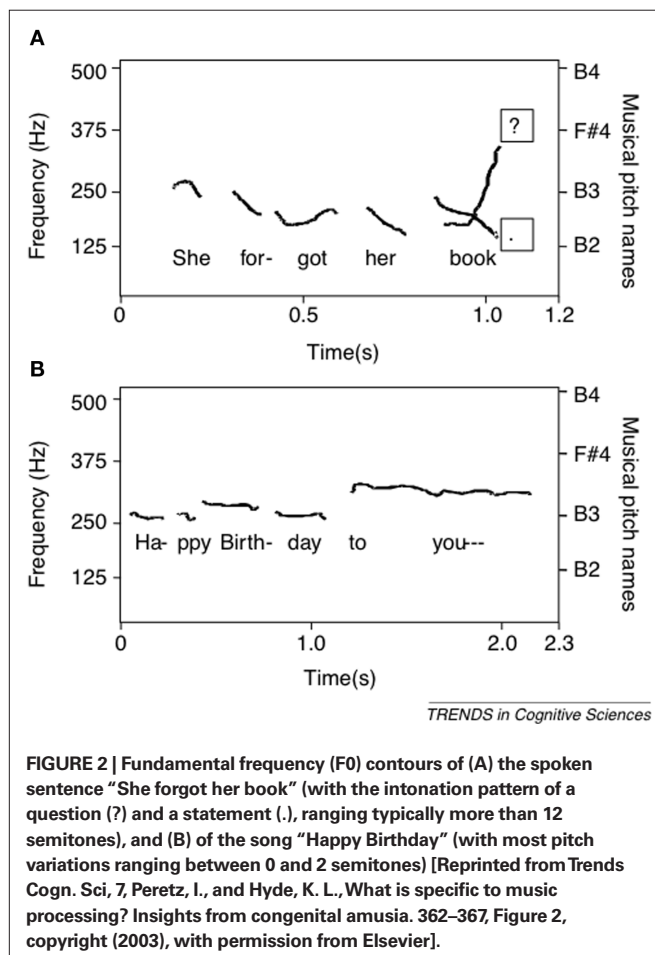 A
500
375
250
125
Frequency (Hz)
B4
F#4
B3
B2
Musical pitch names
?
.
She for- got her book
0 0.5 1.0 1.2
Time(s)
B
500
375
250
125
Frequency (Hz)
B4
F#4
B3
B2
Musical pitch names
Ha- ppy Birth- day to you---
0 1.0 2.0 2.3
Time(s)
TRENDS in Cognitive Sciences
FIGURE 2 | Fundamental frequency (F0) contours of (A) the spoken
sentence “She forgot her book” (with the intonation pattern of a
question (?) and a statement (.), ranging typically more than 12
semitones), and (B) of the song “Happy Birthday” (with most pitch
variations ranging between 0 and 2 semitones) [Reprinted from Trends
Cogn. Sci, 7, Peretz, I., and Hyde, K. L., What is specific to music
processing? Insights from congenital amusia. 362–367, Figure 2,
copyright (2003), with permission from Elsevier].